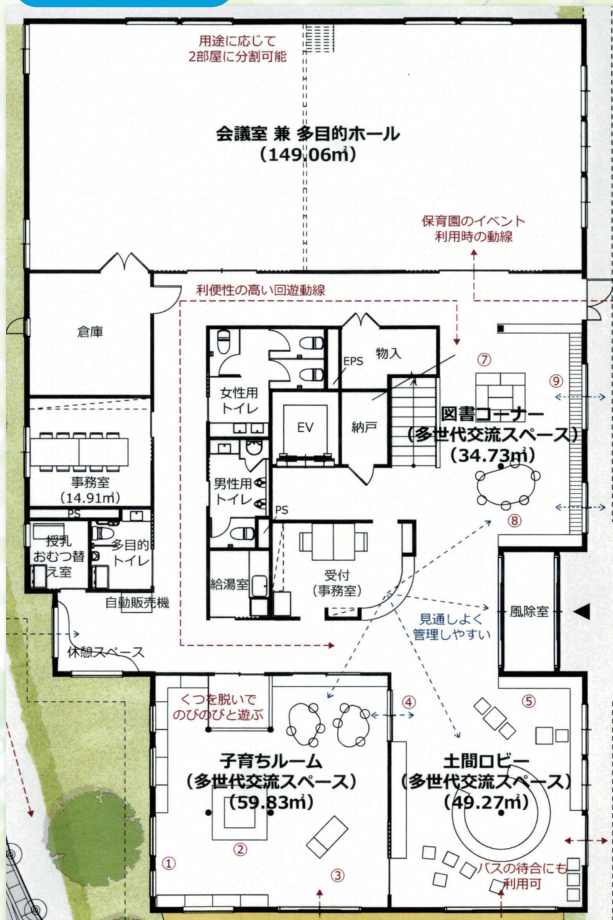 用途に応じて
2部屋に分割可能
会議室 兼 多目的ホール
（149.06㎡）
保育園のイベント
利用時の動線
利便性の高い回遊動線
倉庫
女性用
トイレ
EPS
物入
⑦
⑨
EV
納戸
図書コーナー
（多世代交流スペース）
（34.73㎡）
事務室
（14.91㎡）
男性用
トイレ
⑧
PS
PS
授乳
おむつ替
え室
多目的
トイレ
給湯室
受付
（事務室）
自動販売機
風除室
見通しよく
管理しやすい
休憩スペース
くつを脱いで
のびのびと遊ぶ
④
⑤
子育ちルーム
（多世代交流スペース）
（59.83㎡）
土間ロビー
（多世代交流スペース）
（49.27㎡）
①
②
③
バスの待合にも
利用可